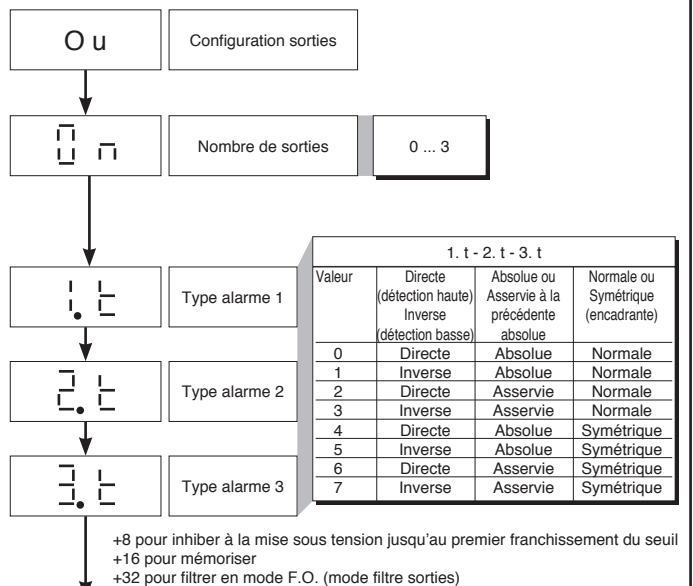 O u
Configuration sorties
0 n
Nombre de sorties
0 ... 3
1. t - 2. t - 3. t
Valeur
Directe
(détection haute)
Inverse
(détection basse)
Absolue ou
Asservie à la
précédente
absolue
Normale ou
Symétrique
(encadrante)
0 Directe Absolue Normale
1 Inverse Absolue Normale
2 Directe Asservie Normale
3 Inverse Asservie Normale
4 Directe Absolue Symétrique
5 Inverse Absolue Symétrique
6 Directe Asservie Symétrique
7 Inverse Asservie Symétrique
1.t
Type alarme 1
2.t
Type alarme 2
3.t
Type alarme 3
+8 pour inhiber à la mise sous tension jusqu'au premier franchissement du seuil
+16 pour mémoriser
+32 pour filtrer en mode F.O. (mode filtre sorties)